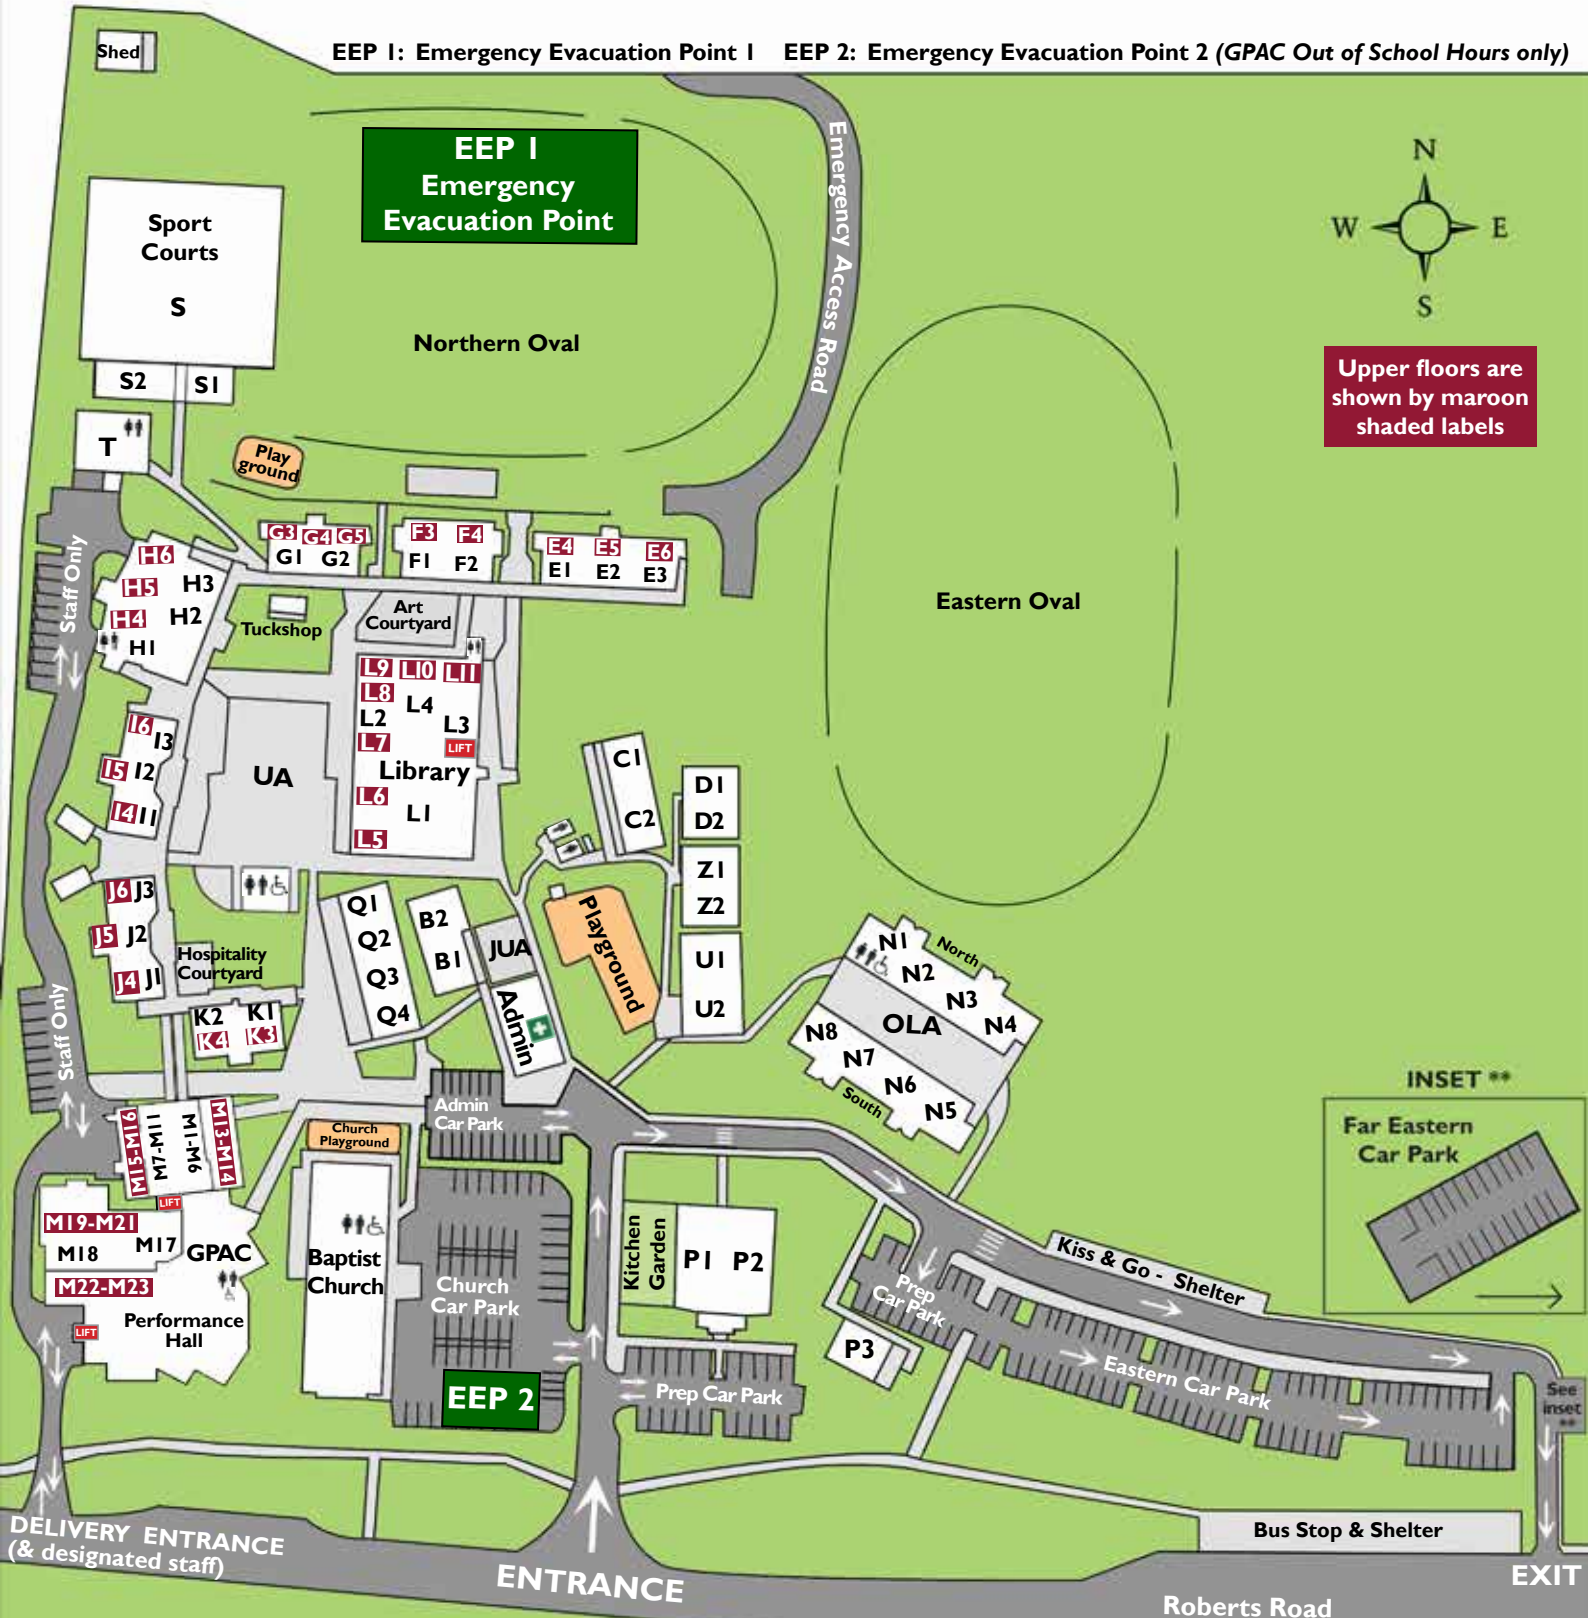 EEP 1: Emergency Evacuation Point 1 EEP 2: Emergency Evacuation Point 2 (GPAC Out of School Hours only)
Shed
EEP 1
Emergency
Evacuation Point
Emergency Access Road
N
W E
S
Sport
Courts
S
Northern Oval
Upper floors are
shown by maroon
shaded labels
S2 S1
T
Play
ground
G3 G4 G5
G1 G2
F3 F4
F1 F2
E4 E5 E6
E1 E2 E3
Staff Only
H6
H5 H3
H4 H2
H1
Tuckshop
Art
Courtyard
Eastern Oval
L9 L10 L11
L8
L4
L2
L3
L7
LIFT
Library
L6
L1
L5
I6
I3
I5 I2
I4 I1
UA
C1
C2
D1
D2
Z1
Z2
U1
U2
J6 J3
J5 J2
J4 J1
Hospitality
Courtyard
Q1
Q2
Q3
Q4
B2
B1
JUA
Admin
Playground
N1
North
N2
N3
N4
OLA
N8
N7
N6
N5
South
K2 K1
K4 K3
Staff Only
INSET **
Far Eastern
Car Park
Admin
Car Park
Church
Playground
M15-M16
M7-M11
M1-M6
M13-M14
LIFT
M19-M21
M18 M17
GPAC
M22-M23
LIFT
Performance
Hall
Baptist
Church
Church
Car Park
EEP 2
Kitchen
Garden
P1 P2
Prep Car Park
Prep
Car Park
P3
Kiss & Go - Shelter
Eastern Car Park
See
inset
**
DELIVERY ENTRANCE
(& designated staff)
ENTRANCE
Bus Stop & Shelter
EXIT
Roberts Road